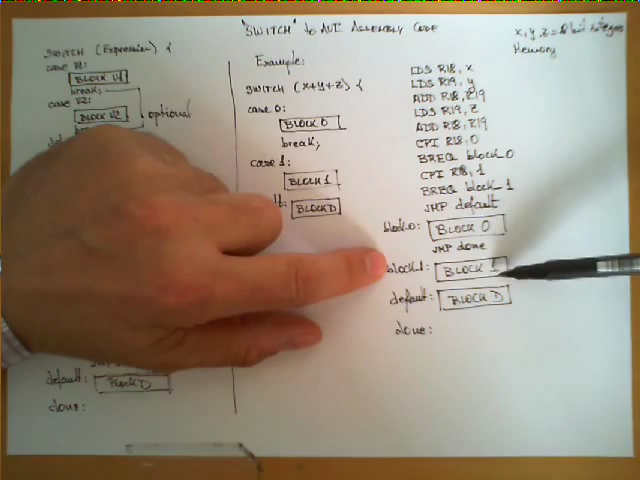 "SWITCH" to AVR Assembly Code
x, y, z = 8 bit integers
Memory
SWITCH (Expression) {
case V1:
BLOCK V1
break;
case V2:
BLOCK V2
optional
default:
BLOCK D
done:
Example:
SWITCH (x+y+z) {
case 0:
BLOCK 0
break;
case 1:
BLOCK 1
BLOCK D
LDS R18, x
LDS R19, y
ADD R18, R19
LDS R19, z
ADD R18, R19
CPI R18, 0
BREQ block_0
CPI R18, 1
BREQ block_1
JMP default
block_0: BLOCK 0
JMP done
block_1: BLOCK 1
default: BLOCK D
done: